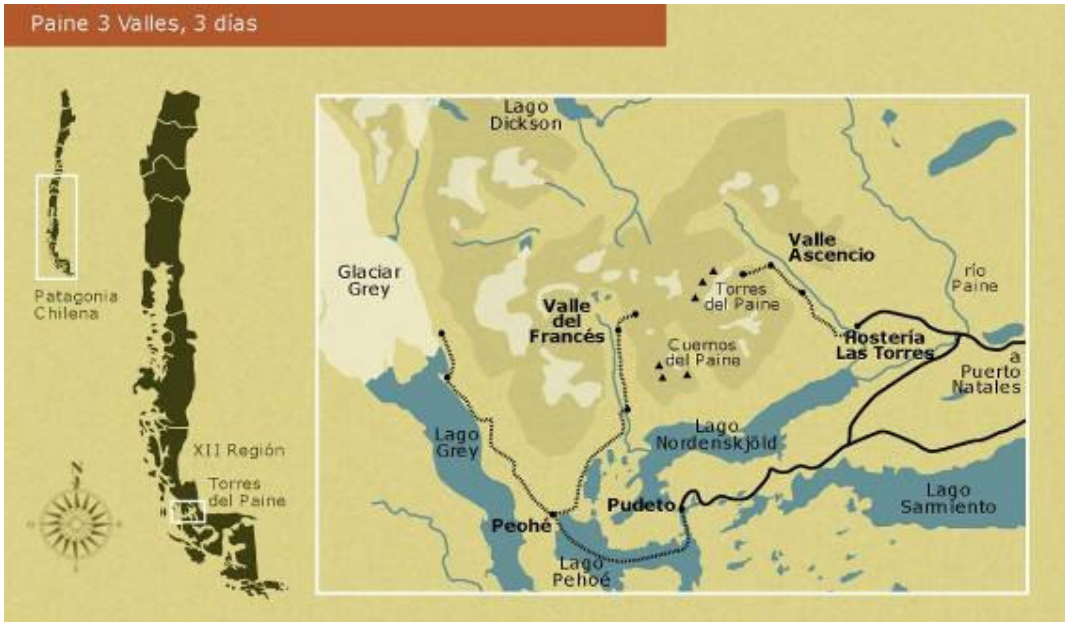 Paine 3 Valles, 3 días
Patagonia
Chilena
XII Región
Torres
del Paine
N
Lago
Dickson
Glaciar
Grey
Valle
Ascencio
río
Paine
Torres
del Paine
Valle
del
Francés
Cuernos
del Paine
Hostería
Las Torres
a
Puerto
Natales
Lago
Grey
Lago
Nordenskjöld
Peohé
Pudeto
Lago
Sarmiento
Lago
Pehoé